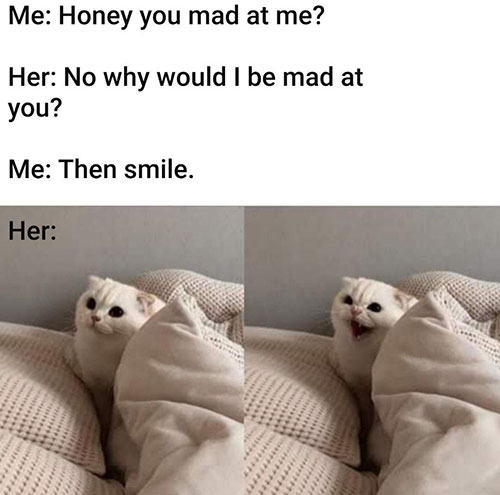 Me: Honey you mad at me?
Her: No why would I be mad at
you?
Me: Then smile.
Her: